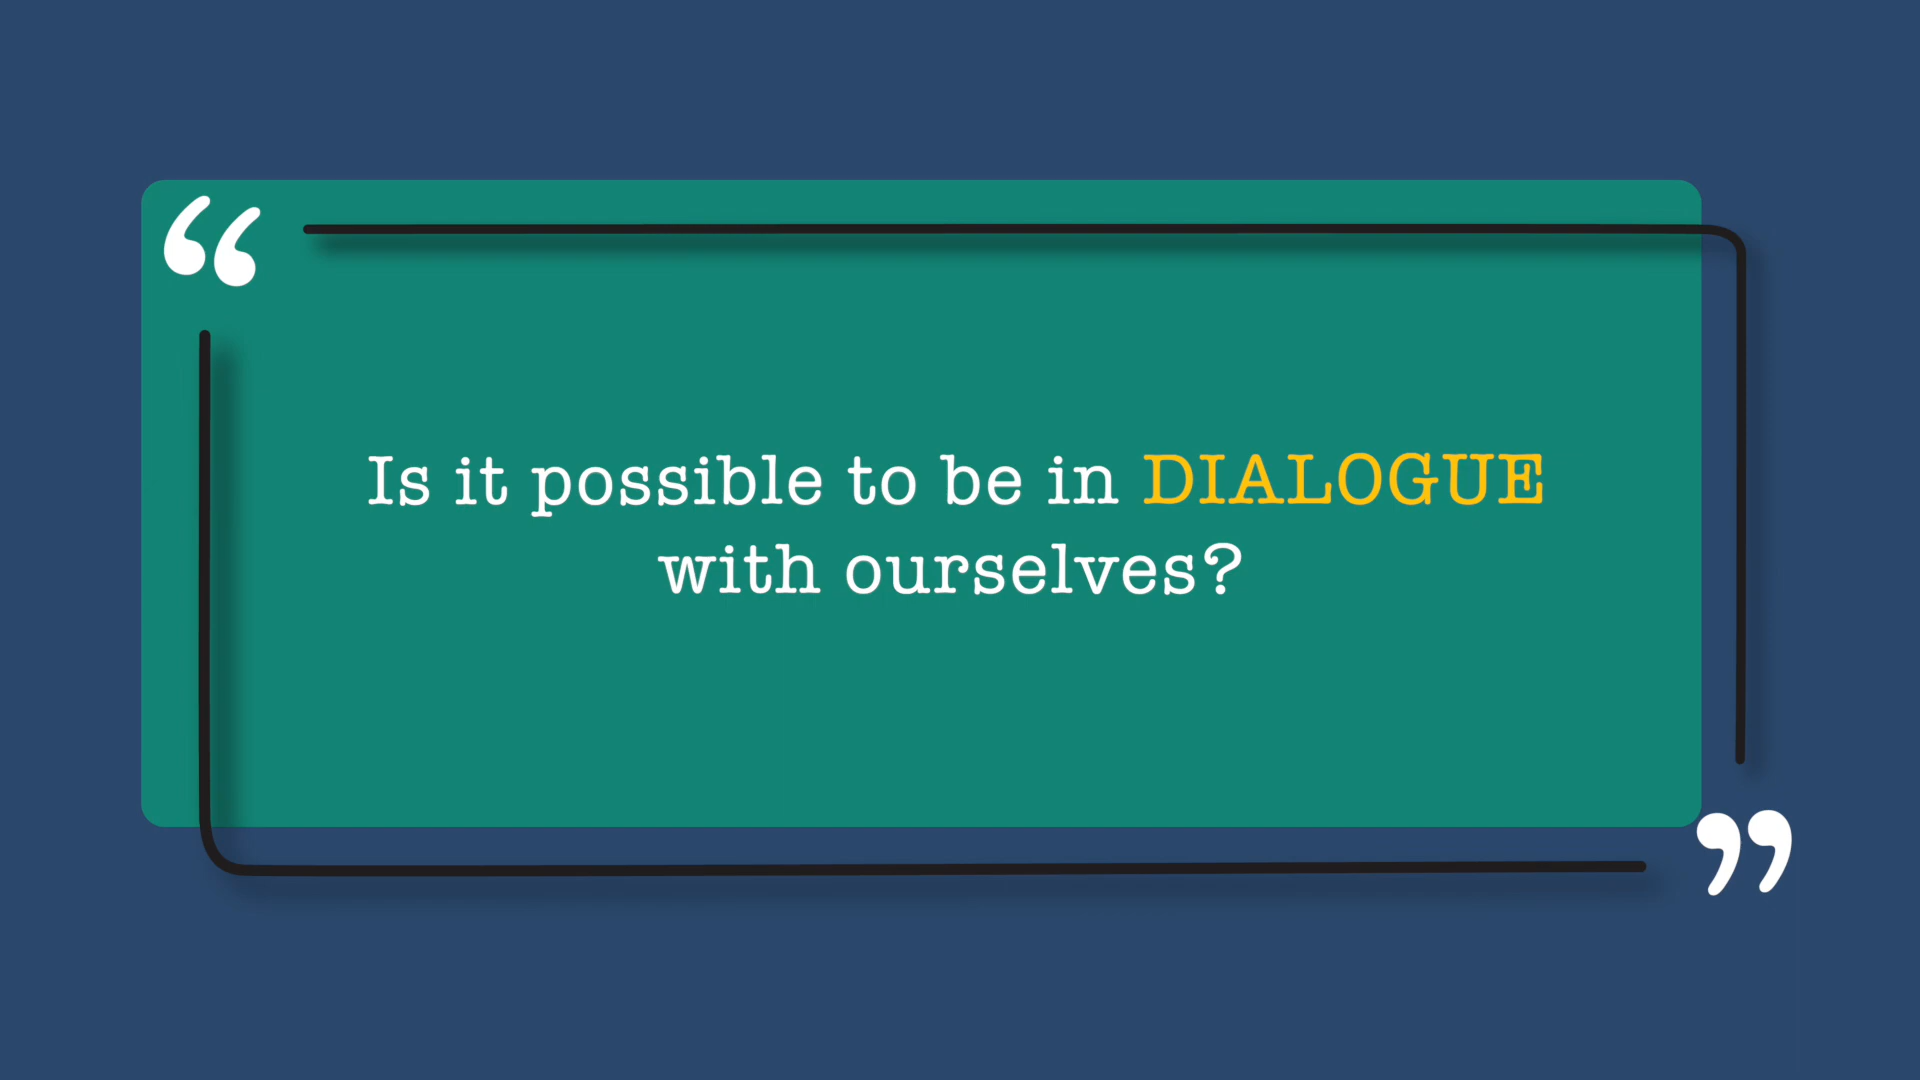 “
Is it possible to be in DIALOGUE
with ourselves?
”